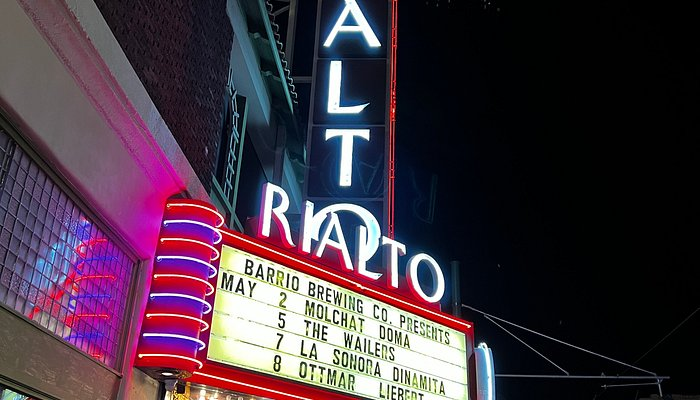 ALT
RIALTO
BARRIO BREWING CO. PRESENTS
MAY 2 MOLCHAT DOMA
5 THE WAILERS
7 LA SONORA DINAMITA
8 OTTMAR LIEBERT